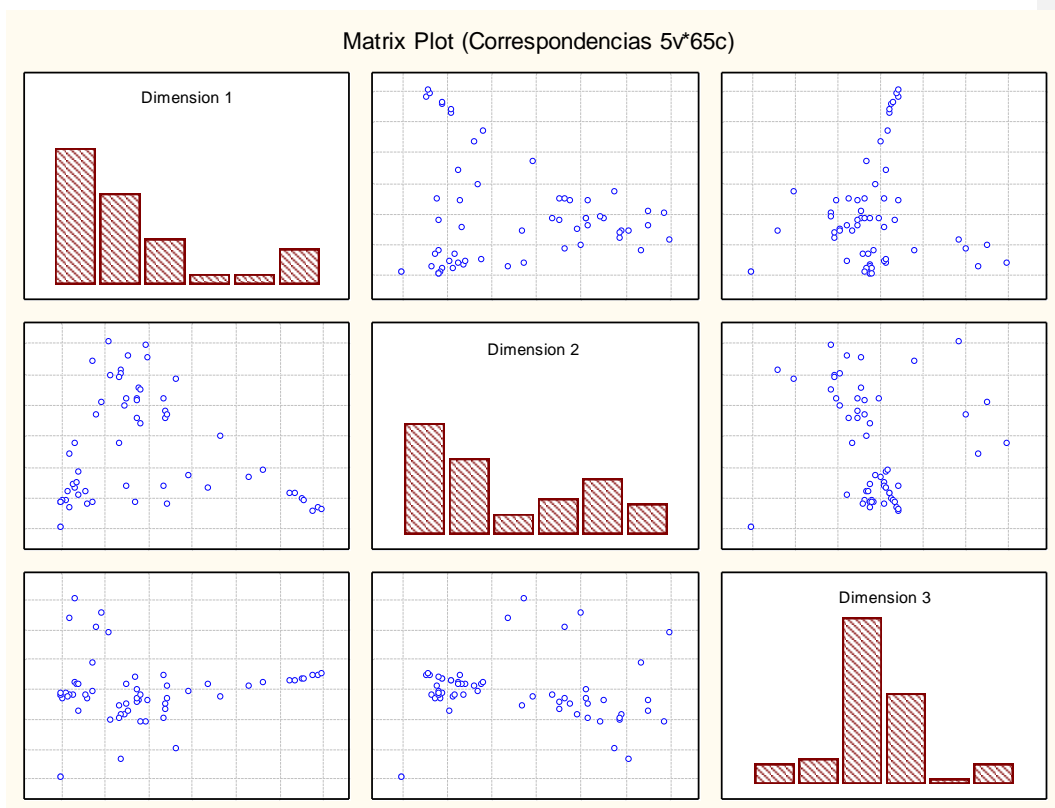 Matrix Plot (Correspondencias 5v*65c)
Dimension 1
Dimension 2
Dimension 3